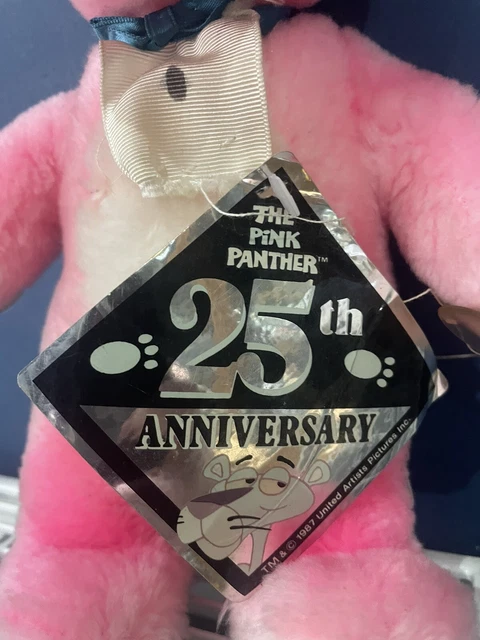 THE
PiNK
PANTHER™
25th
ANNIVERSARY
TM & © 1987 United Artists Pictures Inc.